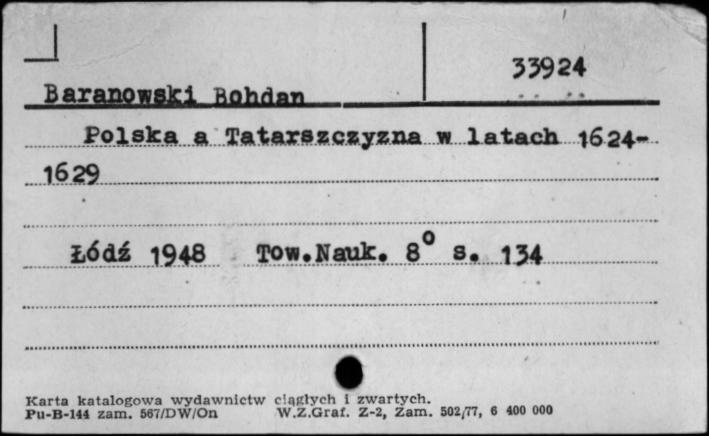 33924
Baranowski Bohdan
Polska a Tatarszczyzna w latach 1624-
1629
Łódź 1948 Tow.Nauk. 8° s. 134
Karta katalogowa wydawnictw ciągłych i zwartych.
Pu-B-144 zam. 567/DW/On W.Z.Graf. Z-2, Zam. 502/77, 6 400 000